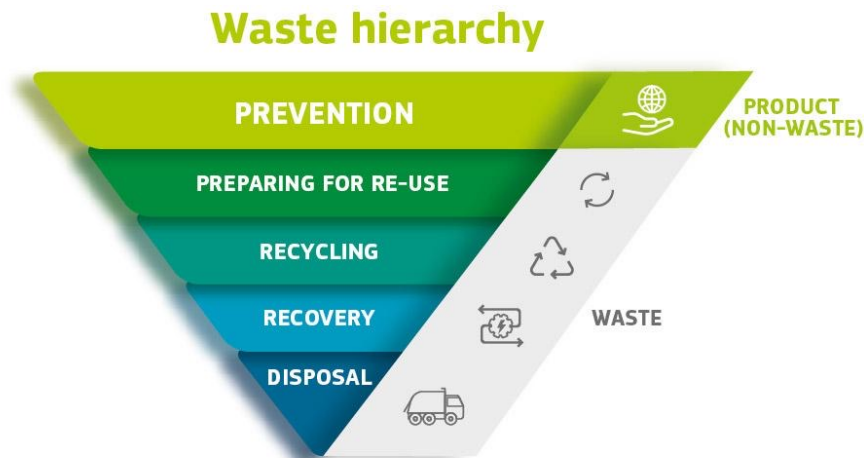 Waste hierarchy
PREVENTION
PRODUCT
(NON-WASTE)
PREPARING FOR RE-USE
RECYCLING
RECOVERY
WASTE
DISPOSAL